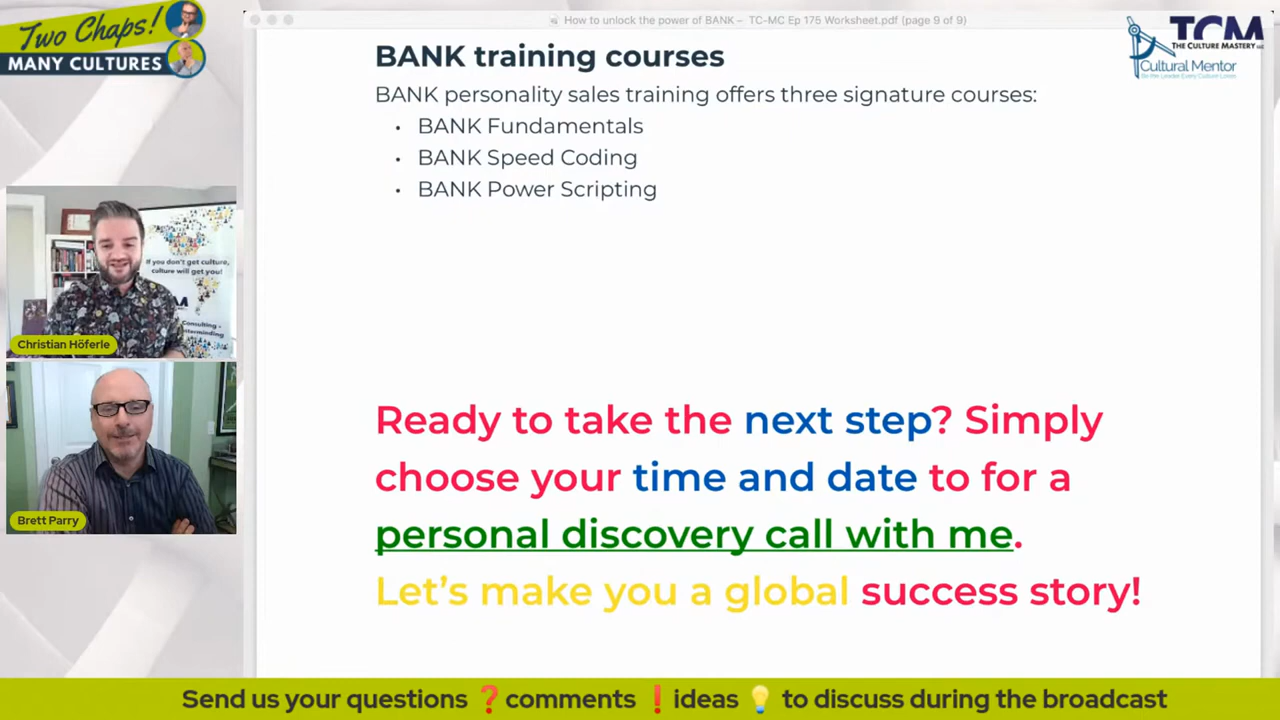 Two Chaps!
MANY CULTURES
How to unlock the power of BANK – TC-MC Ep 175 Worksheet.pdf (page 9 of 9)
TCM
THE CULTURE MASTERY LLC
Cultural Mentor
BANK training courses
BANK personality sales training offers three signature courses:
• BANK Fundamentals
• BANK Speed Coding
• BANK Power Scripting
If you don't get culture,
culture will get you!
Consulting •
Christian Höferle
Brett Parry
Ready to take the next step? Simply
choose your time and date to for a
personal discovery call with me.
Let's make you a global success story!
Send us your questions ❓ comments ❗ ideas 💡 to discuss during the broadcast